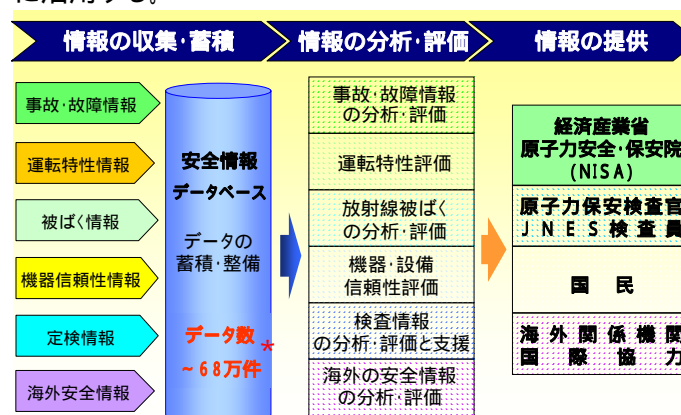 に活用する。
情報の収集・蓄積
情報の分析・評価
情報の提供
事故・故障情報
運転特性情報
被ばく情報
機器信頼性情報
定検情報
海外安全情報
安全情報
データベース
データの
蓄積・整備
データ数*
～68万件
事故・故障情報
の分析・評価
運転特性評価
放射線被ばく
の分析・評価
機器・設備
信頼性評価
検査情報
の分析・評価と支援
海外の安全情報
の分析・評価
経済産業省
原子力安全・保安院
(NISA)
原子力保安検査官
JNES検査員
国民
海外関係機関
国際協力